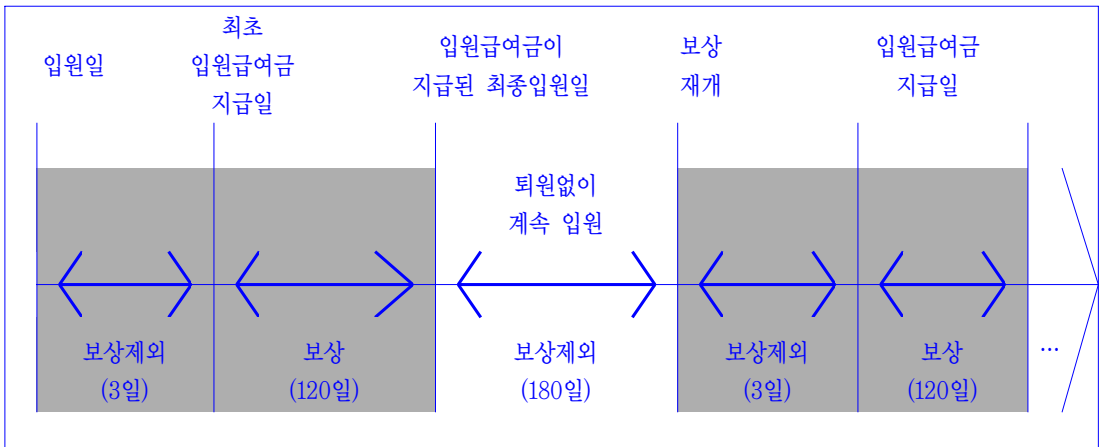 입원일
최초
입원급여금
지급일
입원급여금이
지급된 최종입원일
보상
재개
입원급여금
지급일
퇴원없이
계속 입원
보상제외
(3일)
보상
(120일)
보상제외
(180일)
보상제외
(3일)
보상
(120일)
…